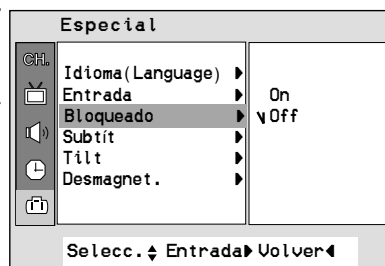 Especial
CH.
Idioma(Language)
Entrada
On
Bloqueado
Off
Subtít
Tilt
Desmagnet.
Selecc. Entrada Volver